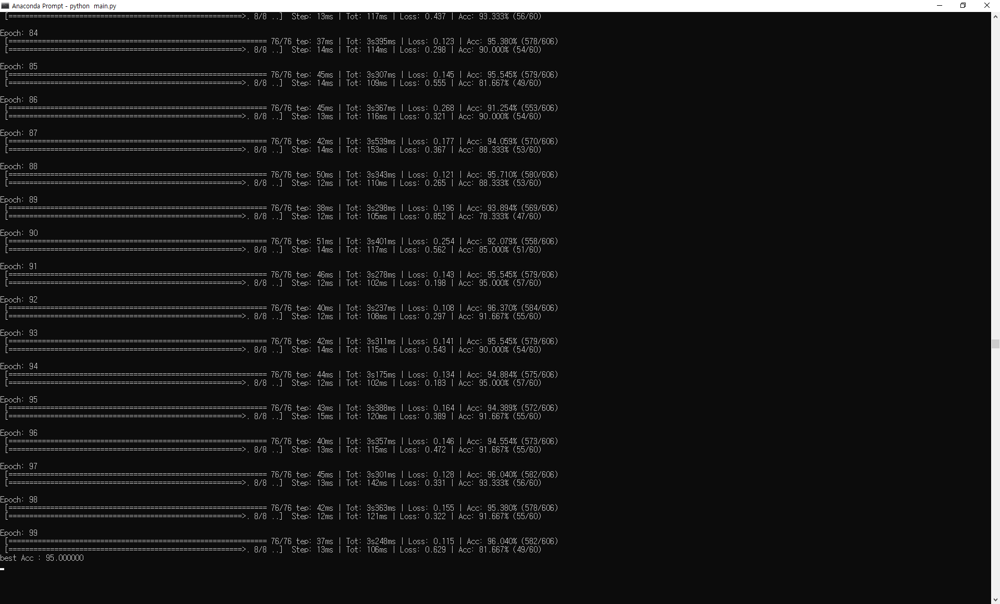 Anaconda Prompt - python  main.py
[========================================================>. 8/8 ..]  Step: 13ms | Tot: 117ms | Loss: 0.437 | Acc: 93.333% (56/60)
Epoch: 84
[============================================================== 76/76 tep: 37ms | Tot: 3s395ms | Loss: 0.123 | Acc: 95.380% (578/606)
[========================================================>. 8/8 ..]  Step: 14ms | Tot: 114ms | Loss: 0.298 | Acc: 90.000% (54/60)
Epoch: 85
[============================================================== 76/76 tep: 45ms | Tot: 3s307ms | Loss: 0.145 | Acc: 95.545% (579/606)
[========================================================>. 8/8 ..]  Step: 14ms | Tot: 109ms | Loss: 0.555 | Acc: 81.667% (49/60)
Epoch: 86
[============================================================== 76/76 tep: 45ms | Tot: 3s367ms | Loss: 0.268 | Acc: 91.254% (553/606)
[========================================================>. 8/8 ..]  Step: 13ms | Tot: 116ms | Loss: 0.321 | Acc: 90.000% (54/60)
Epoch: 87
[============================================================== 76/76 tep: 42ms | Tot: 3s539ms | Loss: 0.177 | Acc: 94.059% (570/606)
[========================================================>. 8/8 ..]  Step: 14ms | Tot: 153ms | Loss: 0.367 | Acc: 88.333% (53/60)
Epoch: 88
[============================================================== 76/76 tep: 50ms | Tot: 3s343ms | Loss: 0.121 | Acc: 95.710% (580/606)
[========================================================>. 8/8 ..]  Step: 12ms | Tot: 110ms | Loss: 0.265 | Acc: 88.333% (53/60)
Epoch: 89
[============================================================== 76/76 tep: 38ms | Tot: 3s298ms | Loss: 0.196 | Acc: 93.894% (569/606)
[========================================================>. 8/8 ..]  Step: 12ms | Tot: 105ms | Loss: 0.852 | Acc: 78.333% (47/60)
Epoch: 90
[============================================================== 76/76 tep: 51ms | Tot: 3s401ms | Loss: 0.254 | Acc: 92.079% (558/606)
[========================================================>. 8/8 ..]  Step: 14ms | Tot: 117ms | Loss: 0.562 | Acc: 85.000% (51/60)
Epoch: 91
[============================================================== 76/76 tep: 46ms | Tot: 3s278ms | Loss: 0.143 | Acc: 95.545% (579/606)
[========================================================>. 8/8 ..]  Step: 12ms | Tot: 102ms | Loss: 0.198 | Acc: 95.000% (57/60)
Epoch: 92
[============================================================== 76/76 tep: 40ms | Tot: 3s237ms | Loss: 0.108 | Acc: 96.370% (584/606)
[========================================================>. 8/8 ..]  Step: 12ms | Tot: 108ms | Loss: 0.297 | Acc: 91.667% (55/60)
Epoch: 93
[============================================================== 76/76 tep: 42ms | Tot: 3s311ms | Loss: 0.141 | Acc: 95.545% (579/606)
[========================================================>. 8/8 ..]  Step: 14ms | Tot: 115ms | Loss: 0.543 | Acc: 90.000% (54/60)
Epoch: 94
[============================================================== 76/76 tep: 44ms | Tot: 3s175ms | Loss: 0.134 | Acc: 94.884% (575/606)
[========================================================>. 8/8 ..]  Step: 12ms | Tot: 102ms | Loss: 0.183 | Acc: 95.000% (57/60)
Epoch: 95
[============================================================== 76/76 tep: 43ms | Tot: 3s388ms | Loss: 0.164 | Acc: 94.389% (572/606)
[========================================================>. 8/8 ..]  Step: 15ms | Tot: 120ms | Loss: 0.389 | Acc: 91.667% (55/60)
Epoch: 96
[============================================================== 76/76 tep: 40ms | Tot: 3s357ms | Loss: 0.146 | Acc: 94.554% (573/606)
[========================================================>. 8/8 ..]  Step: 13ms | Tot: 115ms | Loss: 0.472 | Acc: 91.667% (55/60)
Epoch: 97
[============================================================== 76/76 tep: 45ms | Tot: 3s301ms | Loss: 0.128 | Acc: 96.040% (582/606)
[========================================================>. 8/8 ..]  Step: 13ms | Tot: 142ms | Loss: 0.331 | Acc: 93.333% (56/60)
Epoch: 98
[============================================================== 76/76 tep: 42ms | Tot: 3s363ms | Loss: 0.155 | Acc: 95.380% (578/606)
[========================================================>. 8/8 ..]  Step: 12ms | Tot: 121ms | Loss: 0.322 | Acc: 91.667% (55/60)
Epoch: 99
[============================================================== 76/76 tep: 37ms | Tot: 3s248ms | Loss: 0.115 | Acc: 96.040% (582/606)
[========================================================>. 8/8 ..]  Step: 13ms | Tot: 106ms | Loss: 0.629 | Acc: 81.667% (49/60)
best Acc : 95.000000